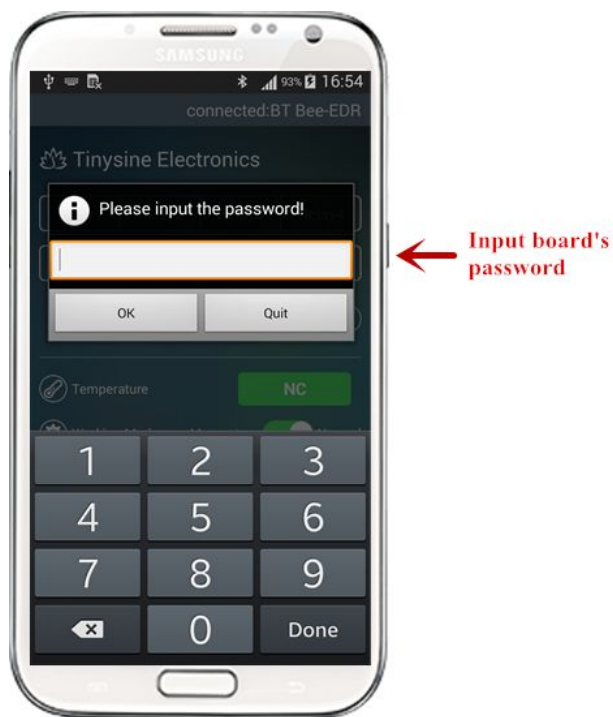 SAMSUNG
93% 16:54
connected:BT Bee-EDR
Tinysine Electronics
Please input the password!
Input board's
password
OK Quit
Temperature NC
1 2 3
4 5 6
7 8 9
0 Done